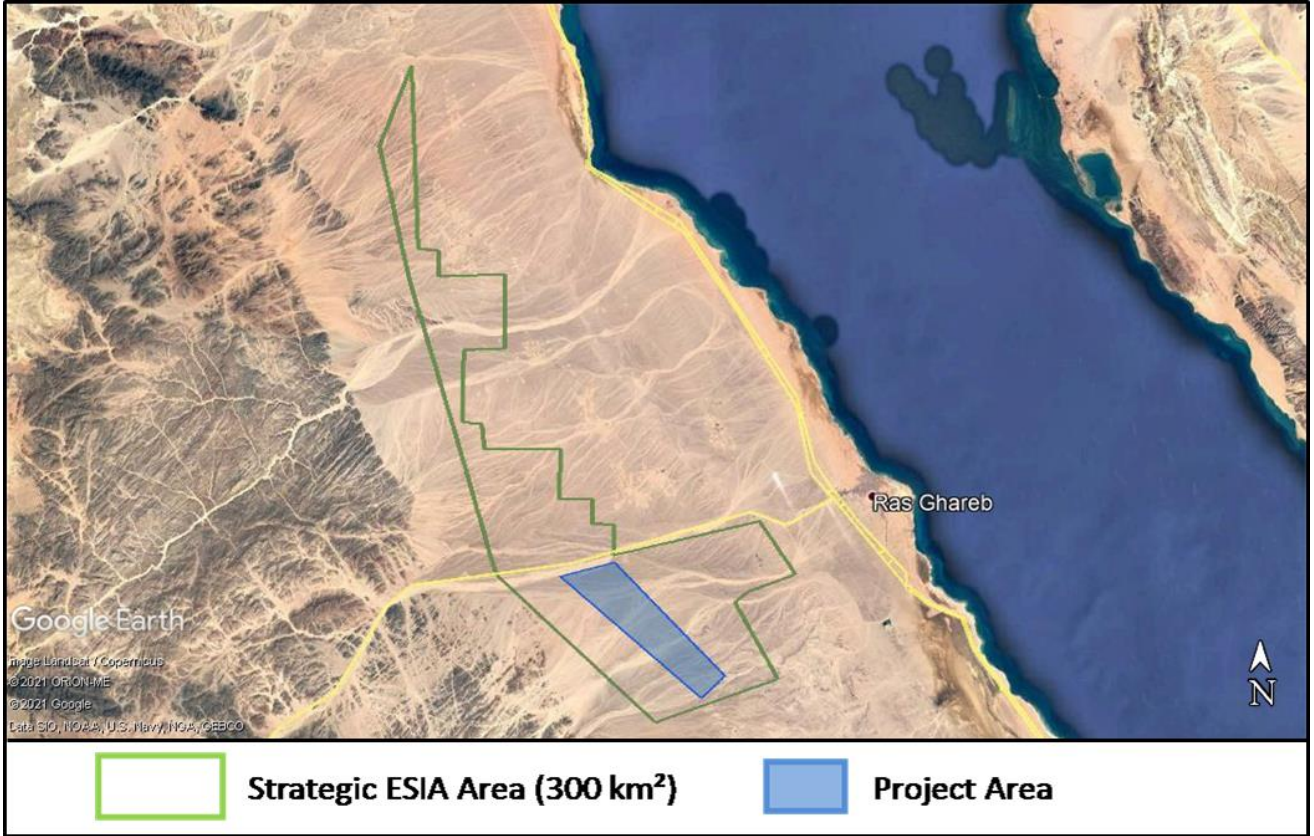 Ras Ghareb
N
Google Earth
Image Landsat / Copernicus
©2021 ORION-ME
©2021 Google
Data SIO, NOAA, U.S. Navy, NGA, GEBCO
Strategic ESIA Area (300 km²)
Project Area